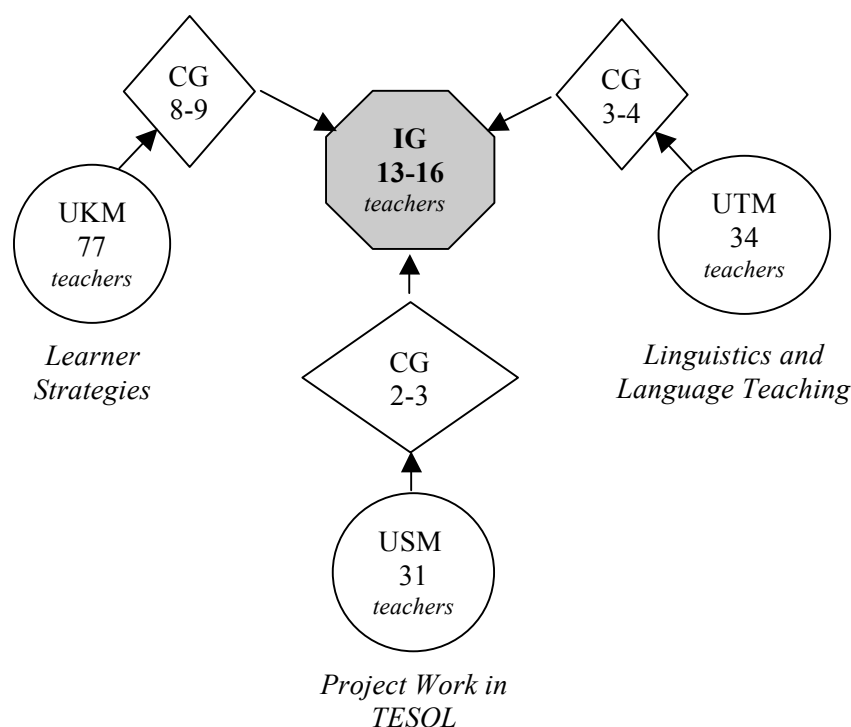 CG
8-9
CG
3-4
IG
13-16
teachers
UKM
77
teachers
UTM
34
teachers
Learner
Strategies
Linguistics and
Language Teaching
CG
2-3
USM
31
teachers
Project Work in
TESOL